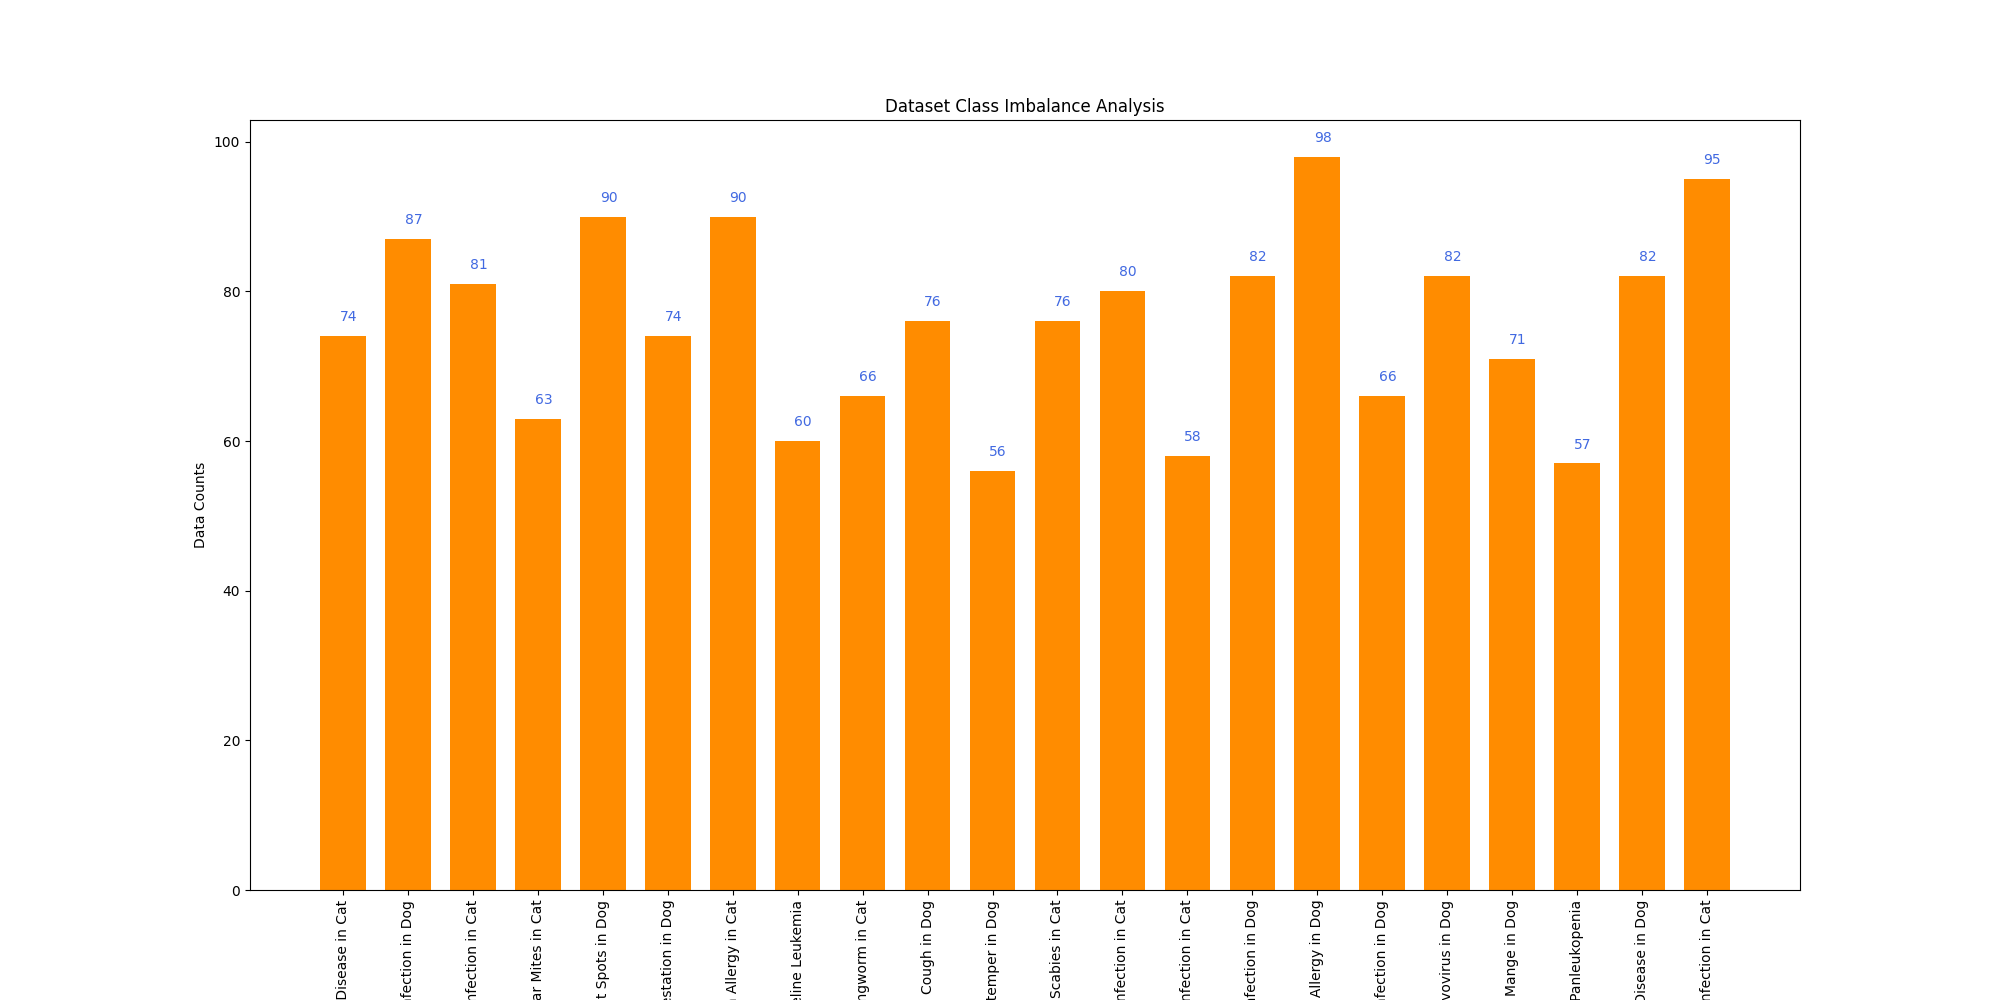 Dataset Class Imbalance Analysis
Data Counts
100
80
60
40
20
0
74
87
81
63
90
74
90
60
66
76
56
76
80
58
82
98
66
82
71
57
82
95
Disease in Cat
fection in Dog
nfection in Cat
ar Mites in Cat
t Spots in Dog
estation in Dog
Allergy in Cat
eline Leukemia
ngworm in Cat
Cough in Dog
temper in Dog
Scabies in Cat
nfection in Cat
nfection in Cat
fection in Dog
Allergy in Dog
fection in Dog
vovirus in Dog
Mange in Dog
Panleukopenia
Disease in Dog
nfection in Cat